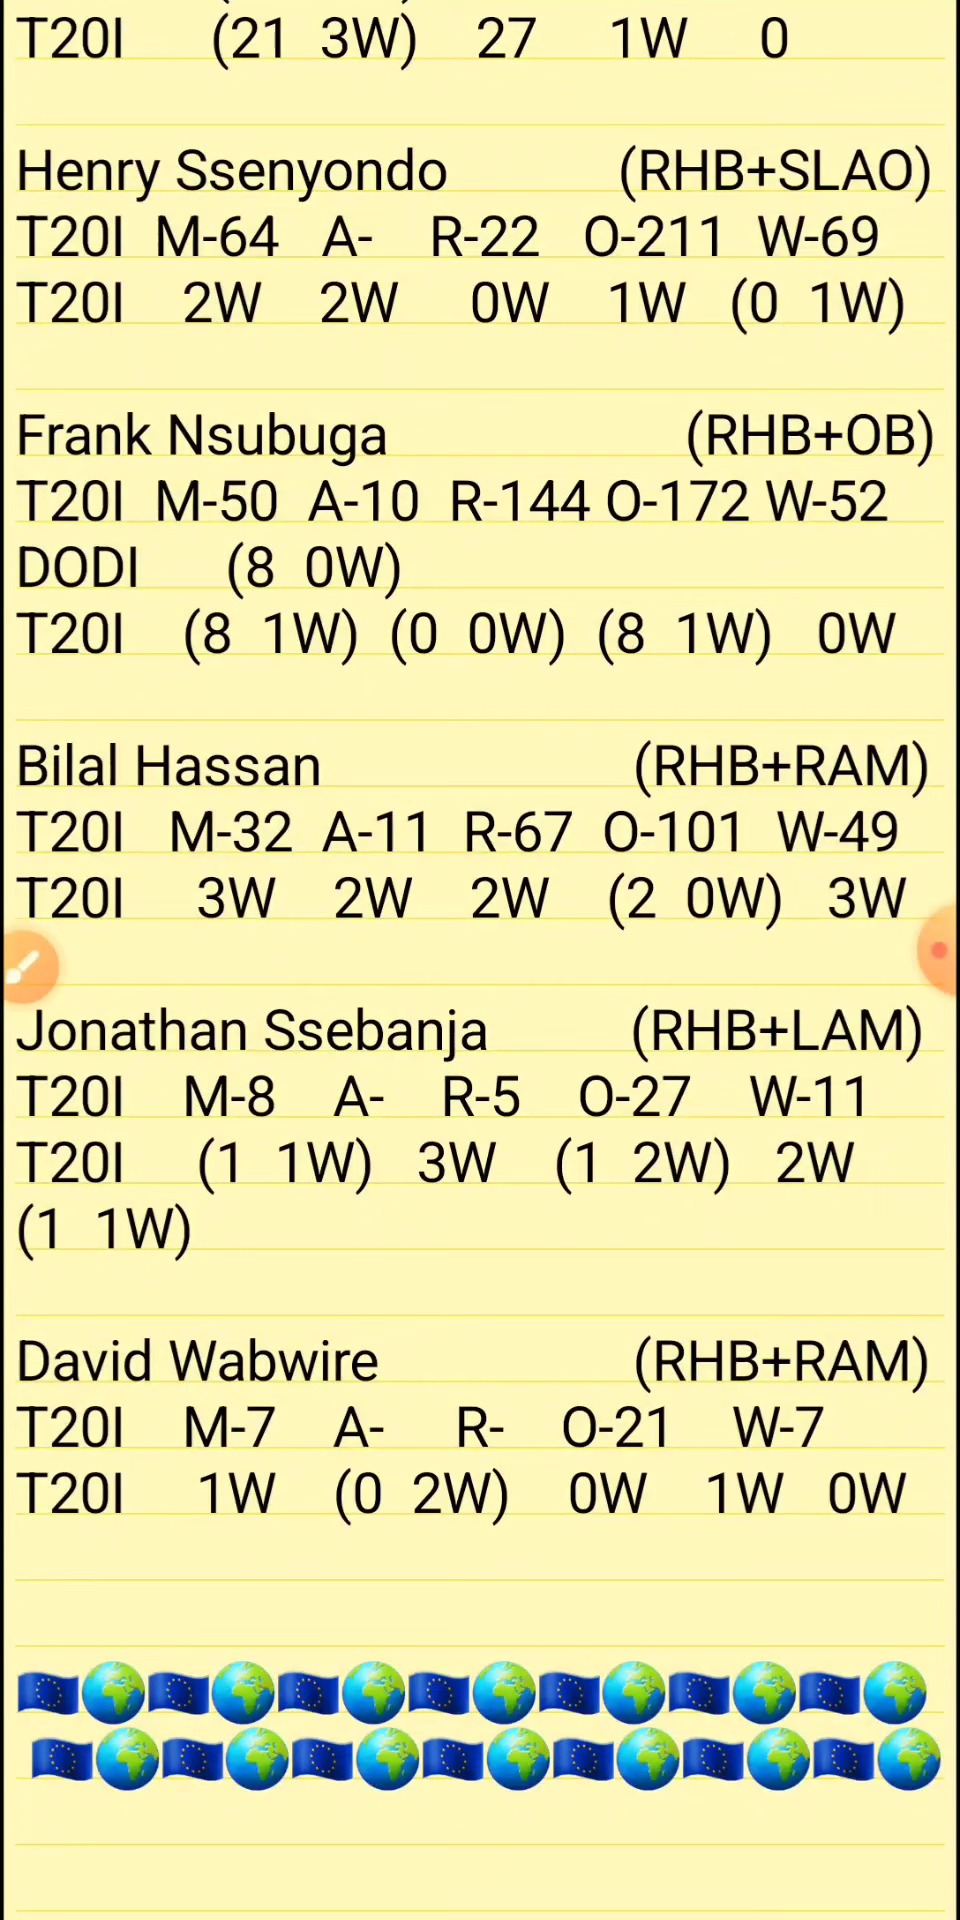 T20I (21 3W) 27 1W 0
Henry Ssenyondo (RHB+SLAO)
T20I M-64 A- R-22 O-211 W-69
T20I 2W 2W 0W 1W (0 1W)
Frank Nsubuga (RHB+OB)
T20I M-50 A-10 R-144 O-172 W-52
DODI (8 0W)
T20I (8 1W) (0 0W) (8 1W) 0W
Bilal Hassan (RHB+RAM)
T20I M-32 A-11 R-67 O-101 W-49
T20I 3W 2W 2W (2 0W) 3W
Jonathan Ssebanja (RHB+LAM)
T20I M-8 A- R-5 O-27 W-11
T20I (1 1W) 3W (1 2W) 2W
(1 1W)
David Wabwire (RHB+RAM)
T20I M-7 A- R- O-21 W-7
T20I 1W (0 2W) 0W 1W 0W